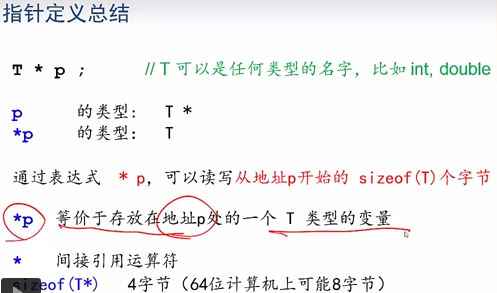 指针定义总结
T * p ;        // T 可以是任何类型的名字，比如 int, double
p     的类型:   T *
*p    的类型:   T
通过表达式  * p，可以读写从地址p开始的 sizeof(T)个字节
*p  等价于存放在地址p处的一个 T 类型的变量
*   间接引用运算符
sizeof(T*)   4字节（64位计算机上可能8字节）